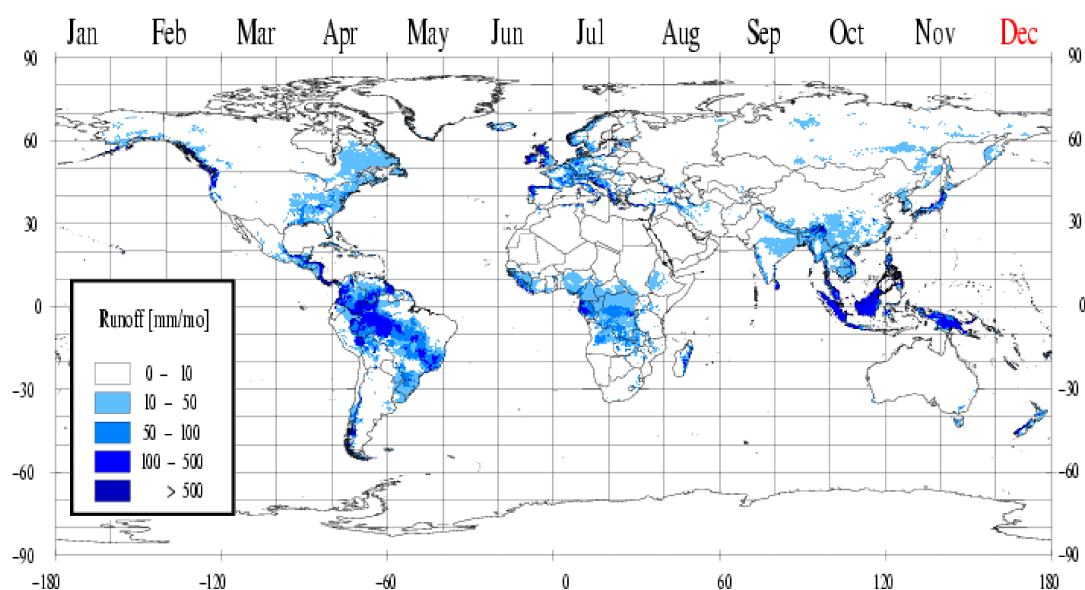 Jan Feb Mar Apr May Jun Jul Aug Sep Oct Nov Dec
90 90
60 60
30 30
0 0
Runoff [mm/mo]
0 – 10
10 – 50
50 – 100
100 – 500
> 500
−30 −30
−60 −60
−90 −90
−180 −120 −60 0 60 120 180